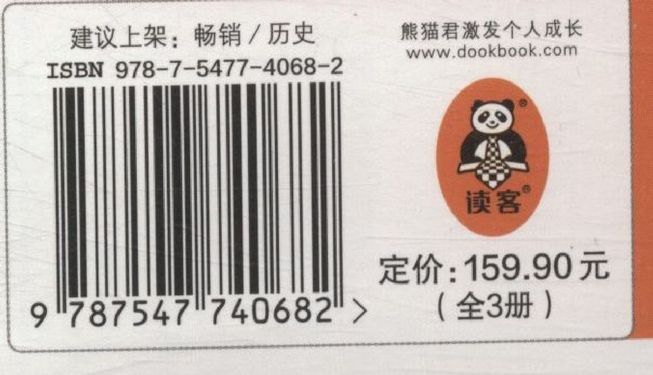 建议上架：畅销/历史
ISBN 978-7-5477-4068-2
9 787547 740682 >
熊猫君激发个人成长
www.dookbook.com
®
读客®
定价：159.90元
（全3册）